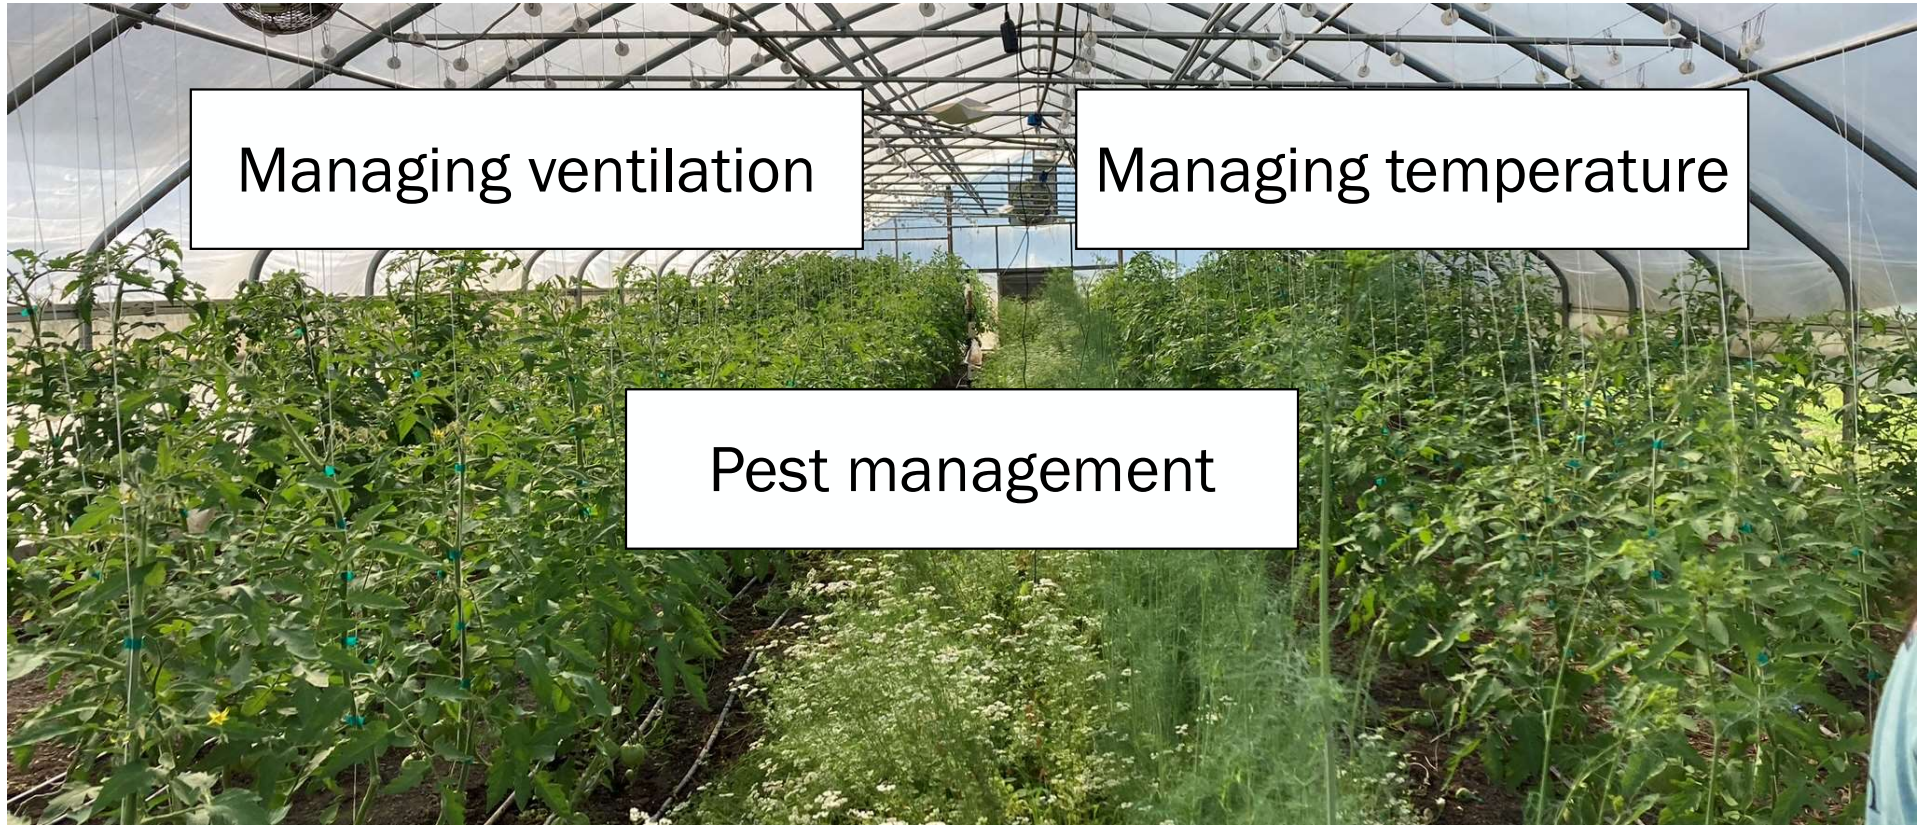 Managing ventilation
Managing temperature
Pest management